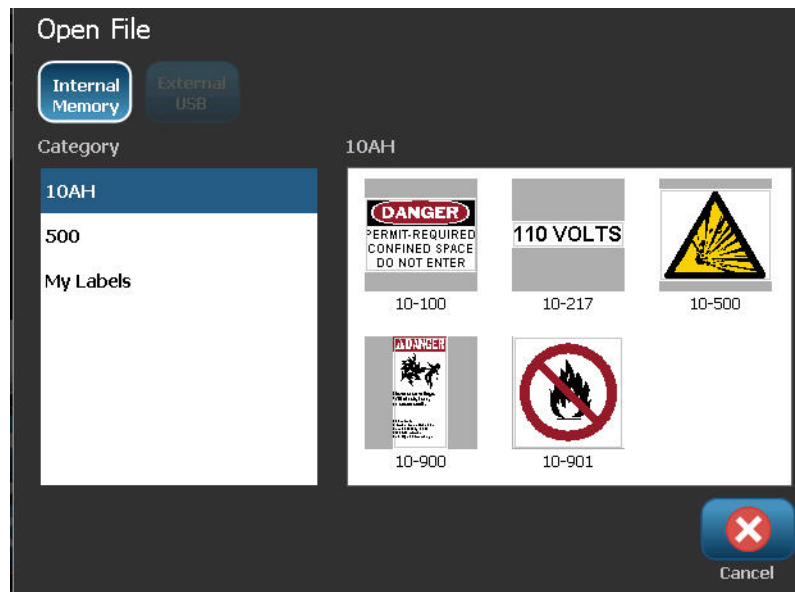 Open File
Internal
Memory
External
USB
Category
10AH
10AH
500
My Labels
DANGER
PERMIT-REQUIRED
CONFINED SPACE
DO NOT ENTER
10-100
110 VOLTS
10-217
10-500
DANGER
10-900
10-901
Cancel